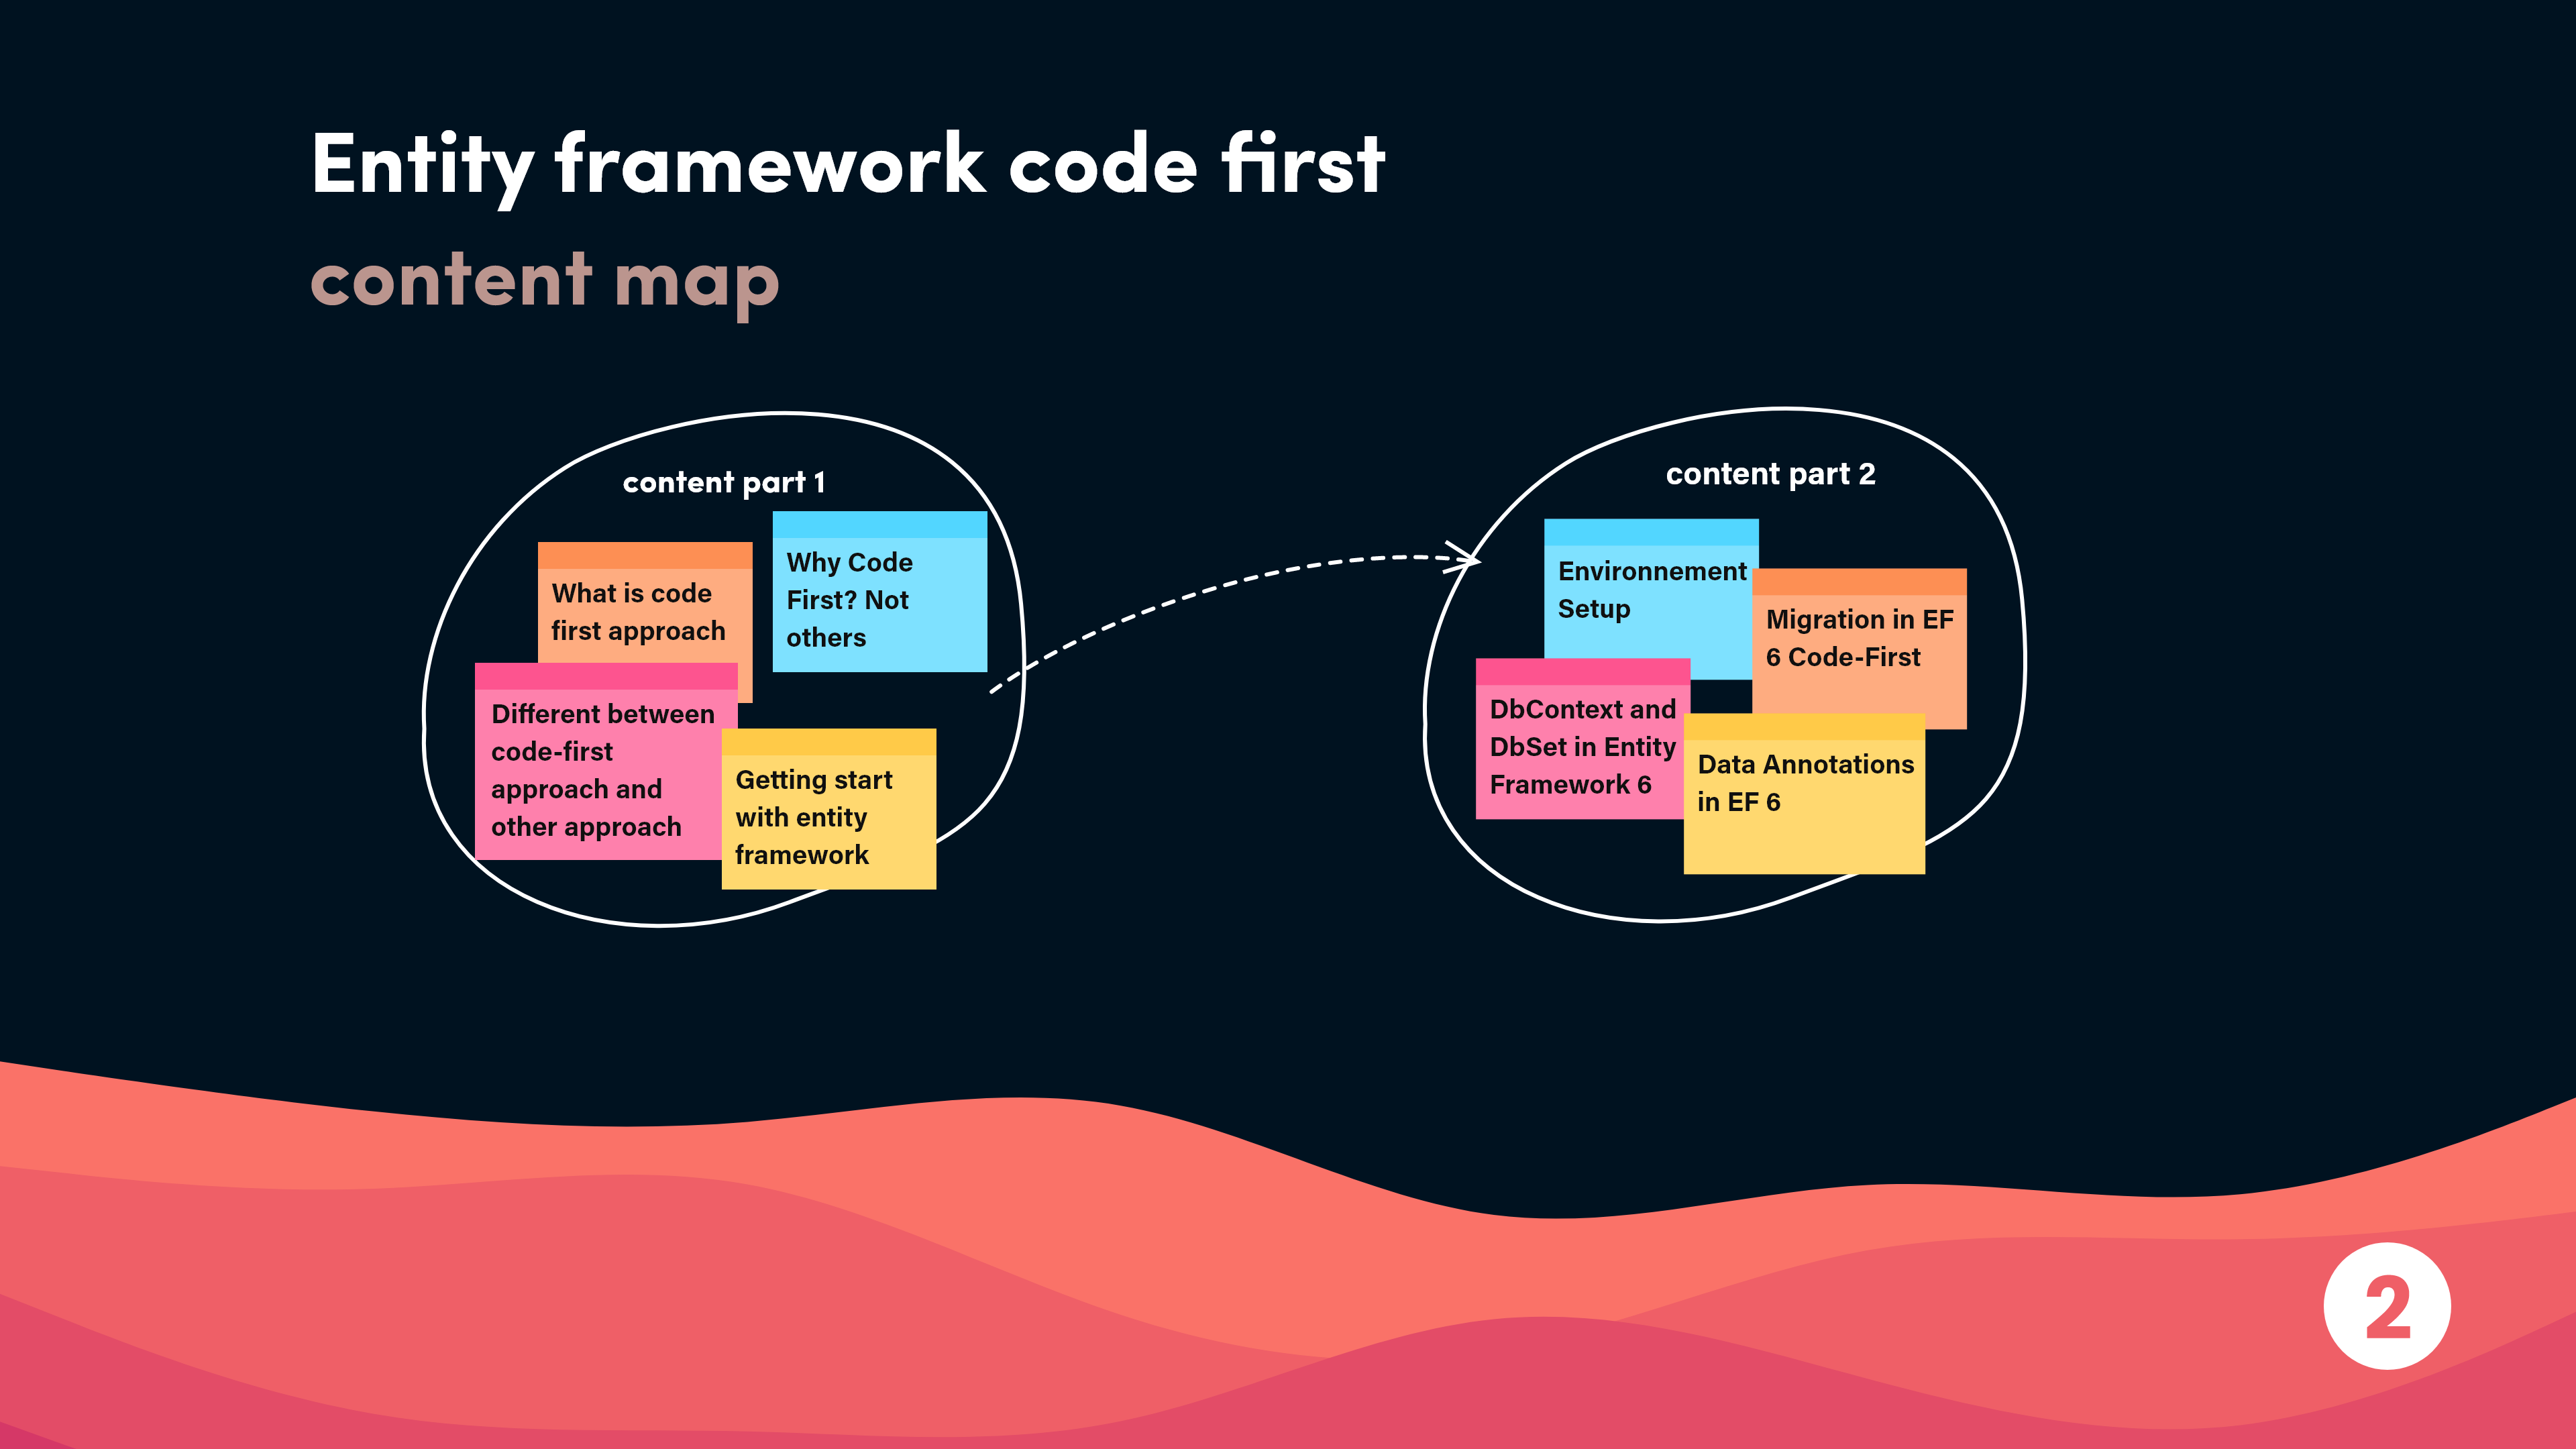 Entity framework code first
content map
content part 1
What is code
first approach
Why Code
First? Not
others
Different between
code-first
approach and
other approach
Getting start
with entity
framework
content part 2
Environnement
Setup
Migration in EF
6 Code-First
DbContext and
DbSet in Entity
Framework 6
Data Annotations
in EF 6
2